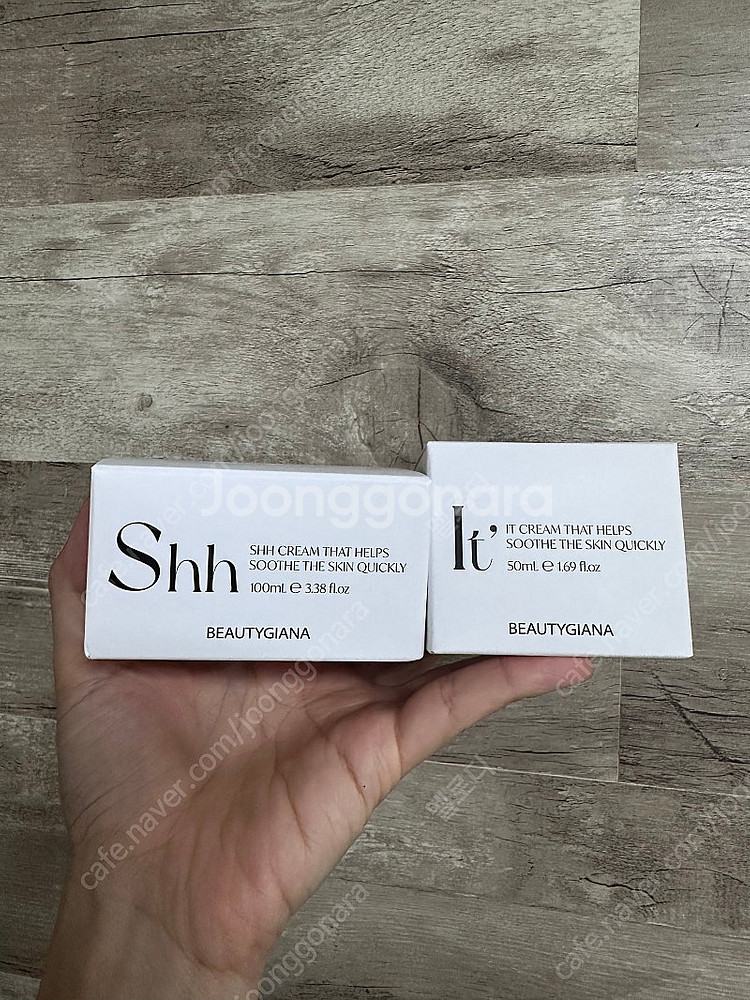 Joonggonara
Shh
SHH CREAM THAT HELPS
SOOTHE THE SKIN QUICKLY
100mL ℮ 3.38 fl.oz
BEAUTYGIANA
It’
IT CREAM THAT HELPS
SOOTHE THE SKIN QUICKLY
50mL ℮ 1.69 fl.oz
BEAUTYGIANA
cafe.naver.com/joonggonara